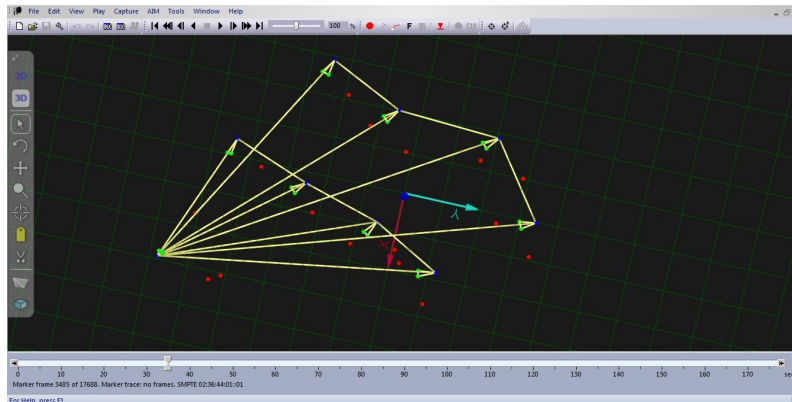 File Edit View Play Capture AIM Tools Window Help
100 %
F
GUI
2D
3D
Y
X
0 10 20 30 40 50 60 70 80 90 100 110 120 130 140 150 160 170 se
Marker frame 3485 of 17688. Marker trace: no frames. SMPTE 02:36:44:01::01
For Help, press F1